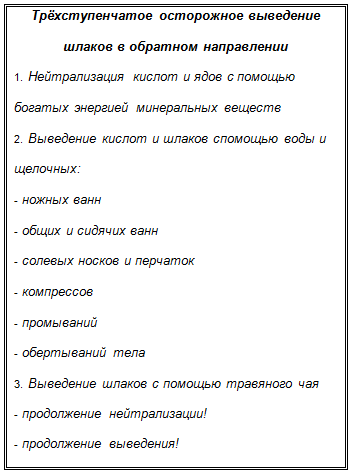 Трёхступенчатое осторожное выведение
шлаков в обратном направлении
1. Нейтрализация кислот и ядов с помощью
богатых энергией минеральных веществ
2. Выведение кислот и шлаков спомощью воды и
щелочных:
- ножных ванн
- общих и сидячих ванн
- солевых носков и перчаток
- компрессов
- промываний
- обертываний тела
3. Выведение шлаков с помощью травяного чая
- продолжение нейтрализации!
- продолжение выведения!